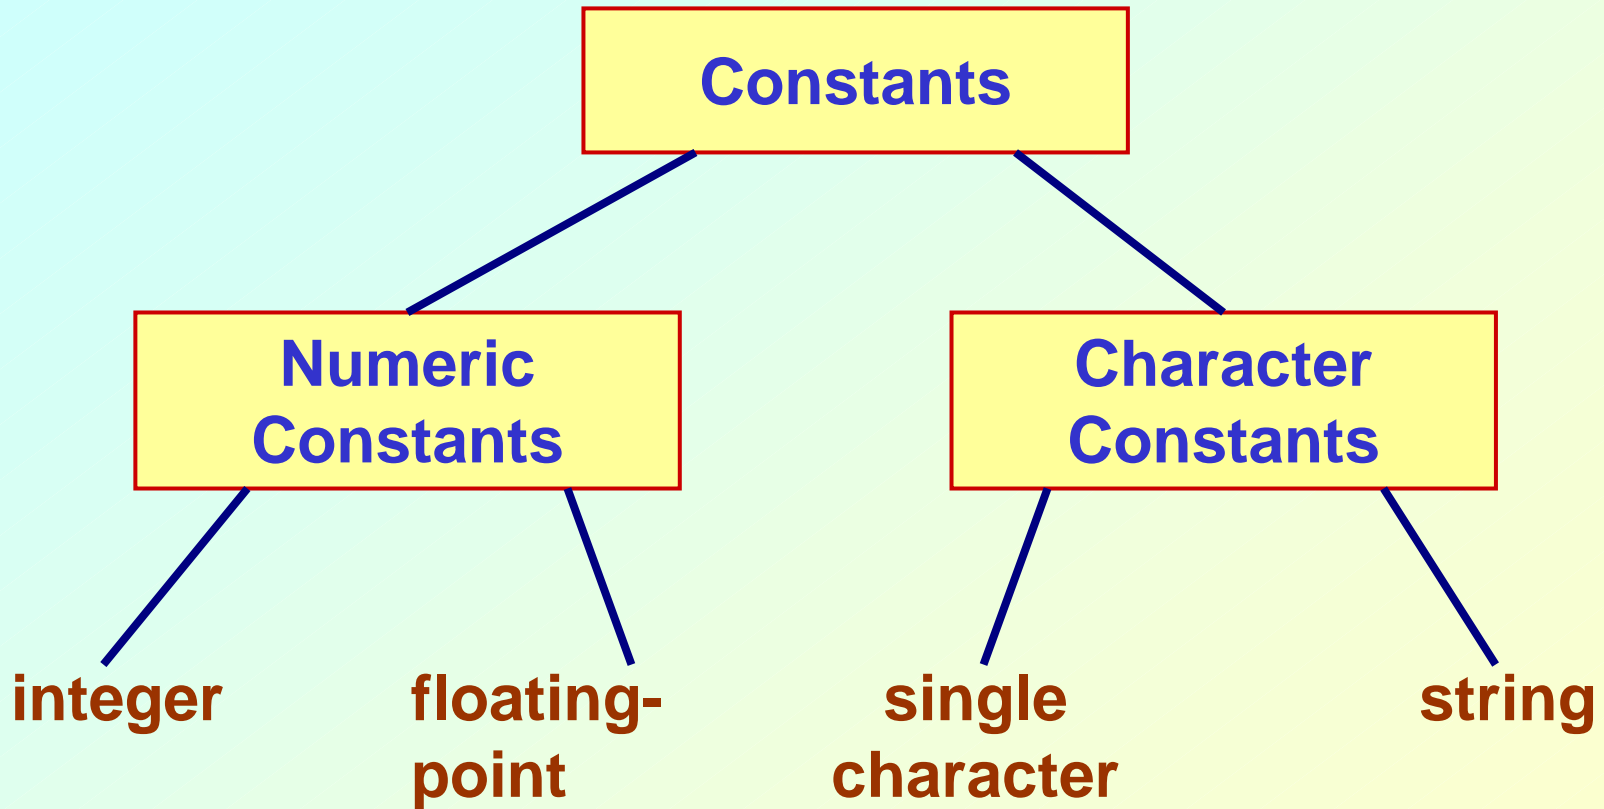 Constants
Numeric
Constants
Character
Constants
integer
floating-
point
single
character
string